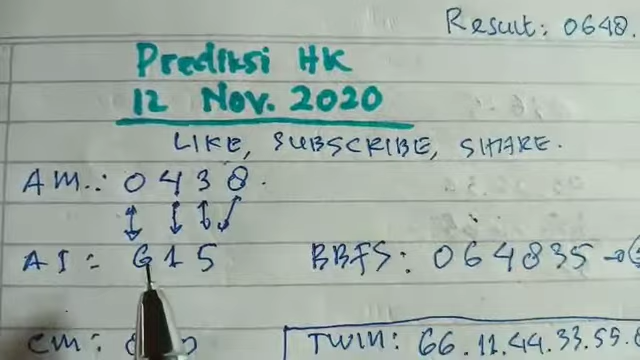 Result: 0648.
Prediksi HK
12 Nov. 2020
LIKE, SUBSCRIBE, SHARE.
AM.: 0438.
AI = 615
BBFS: 064835
CM:
TWIN: 66.11.44.33.55.